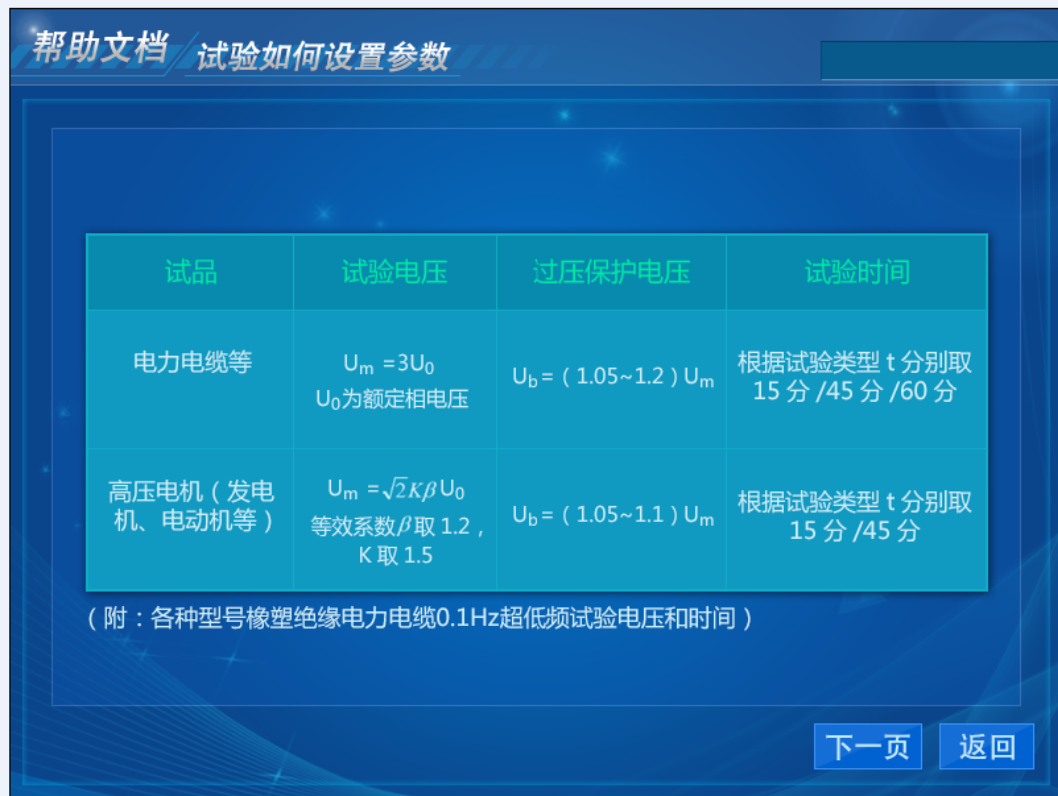 帮助文档
试验如何设置参数
试品 试验电压 过压保护电压 试验时间
电力电缆等
Uₘ =3U₀
U₀为额定相电压
U_b=（1.05~1.2）Uₘ
根据试验类型 t 分别取
15 分 /45 分 /60 分
高压电机（发电
机、电动机等）
Uₘ =√2KβU₀
等效系数β取 1.2，
K 取 1.5
U_b=（1.05~1.1）Uₘ
根据试验类型 t 分别取
15 分 /45 分
（附：各种型号橡塑绝缘电力电缆0.1Hz超低频试验电压和时间）
下一页 返回